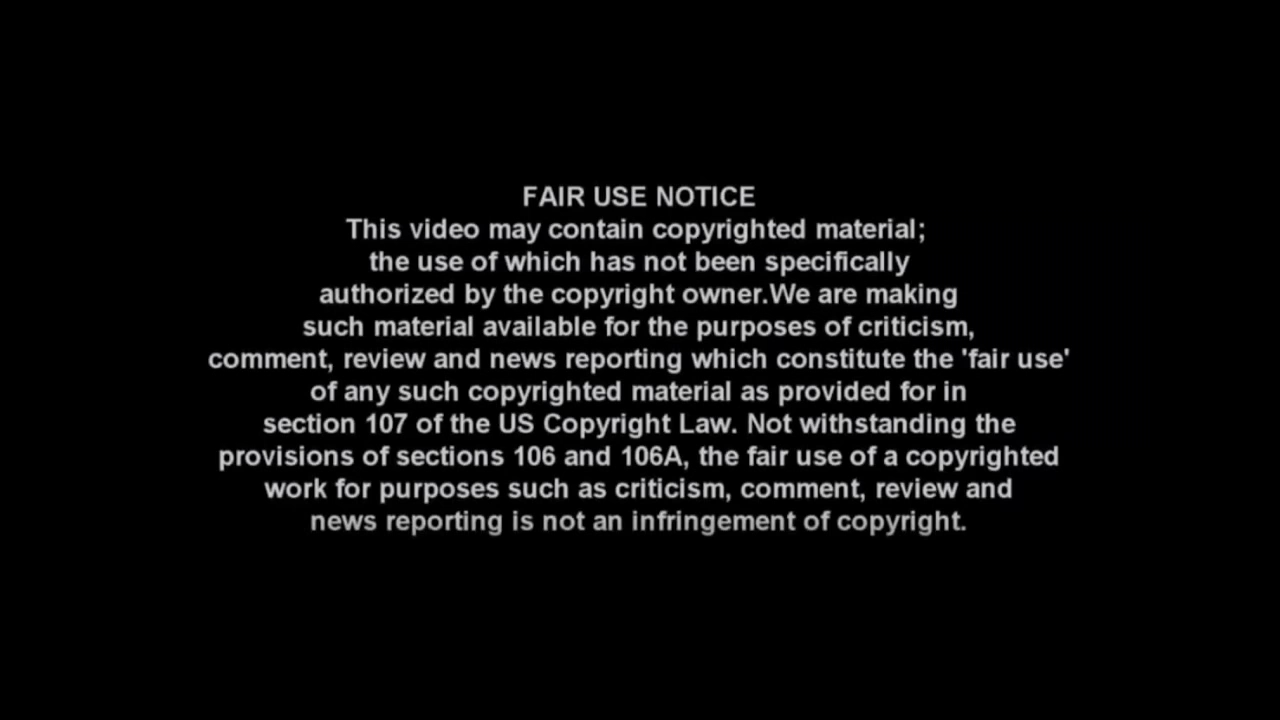 FAIR USE NOTICE
This video may contain copyrighted material;
the use of which has not been specifically
authorized by the copyright owner.We are making
such material available for the purposes of criticism,
comment, review and news reporting which constitute the 'fair use'
of any such copyrighted material as provided for in
section 107 of the US Copyright Law. Not withstanding the
provisions of sections 106 and 106A, the fair use of a copyrighted
work for purposes such as criticism, comment, review and
news reporting is not an infringement of copyright.